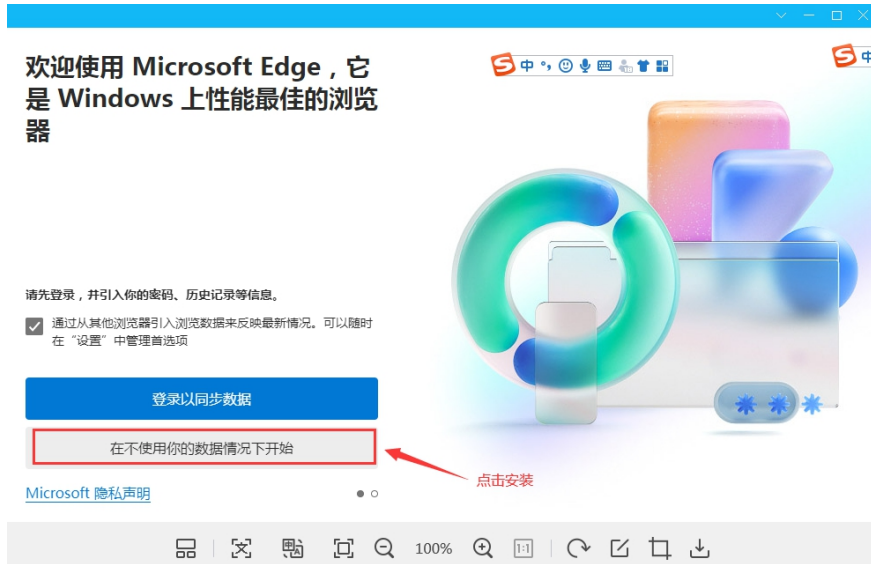 欢迎使用 Microsoft Edge，它
是 Windows 上性能最佳的浏览
器
中
中
请先登录，并引入你的密码、历史记录等信息。
通过从其他浏览器引入浏览数据来反映最新情况。可以随时
在“设置”中管理首选项
登录以同步数据
在不使用你的数据情况下开始
点击安装
Microsoft 隐私声明
100%
1:1